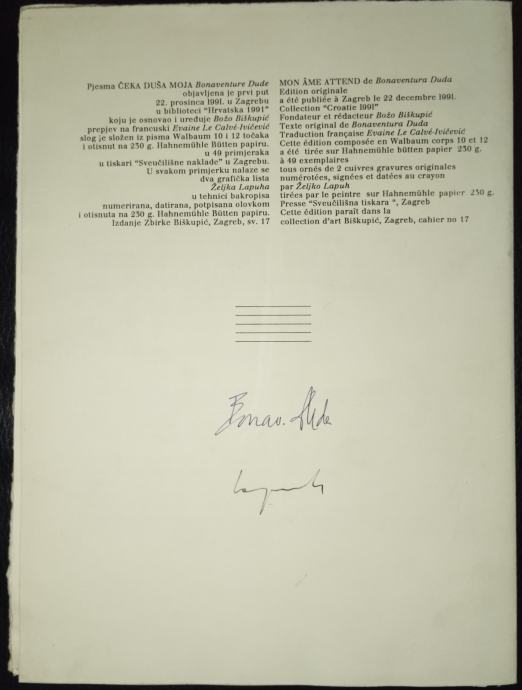 Pjesma ČEKA DUŠA MOJA Bonaventure Dude
objavljena je prvi put
22. prosinca 1991. u Zagrebu
u biblioteci "Hrvatska 1991"
koju je osnovao i uređuje Božo Biškupić
prepjev na francuski Evaine Le Calvé-Ivičević
slog je složen iz pisma Walbaum 10 i 12 točaka
i otisnut na 230 g. Hahnemühle Bütten papiru.
u 49 primjeraka
u tiskari "Sveučilišne naklade" u Zagrebu.
U svakom primjerku nalaze se
dva grafička lista
Željka Lapuha
u tehnici bakropisa
numerirana, datirana, potpisana olovkom
i otisnuta na 230 g. Hahnemühle Bütten papiru.
Izdanje Zbirke Biškupić, Zagreb, sv. 17
MON ÂME ATTEND de Bonaventura Duda
Edition originale
a été publiée à Zagreb le 22 decembre 1991.
Collection "Croatie 1991"
Fondateur et rédacteur Božo Biškupić
Texte original de Bonaventura Duda
Traduction française Evaine Le Calvé-Ivičević
Cette édition composée en Walbaum corps 10 et 12
a été tirée sur Hahnemühle Bütten papier 230 g.
à 49 exemplaires
tous ornés de 2 cuivres gravures originales
numérotées, signées et datées au crayon
par Željko Lapuh
tirées par le peintre sur Hahnemühle papier 230 g.
Presse "Sveučilišna tiskara ", Zagreb
Cette édition paraît dans la
collection d'art Biškupić, Zagreb, cahier no 17
Bonav. Duda